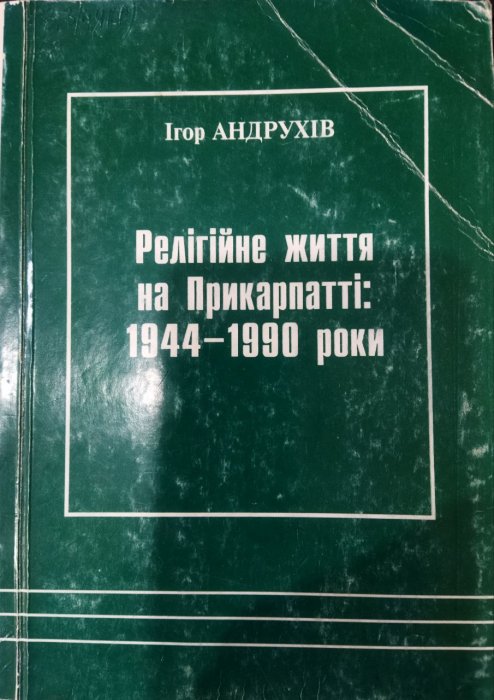 Ігор АНДРУХІВ
Релігійне життя
на Прикарпатті:
1944–1990 роки